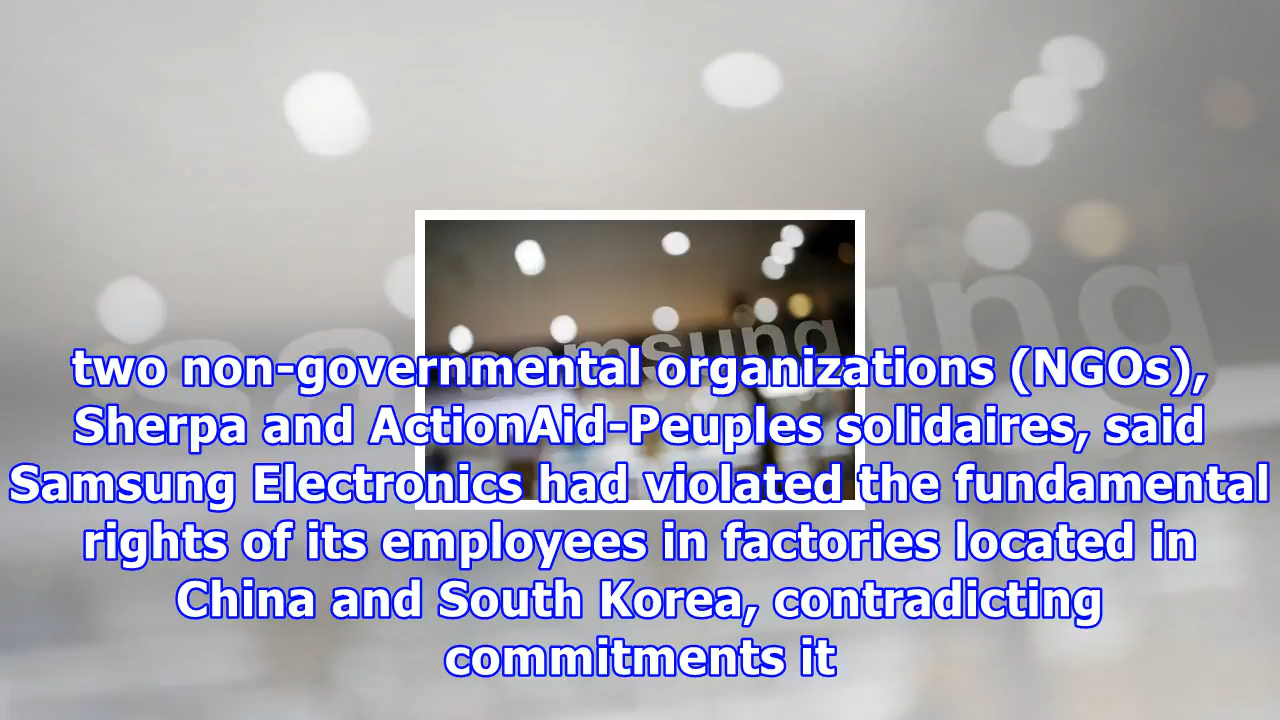 samsung
two non-governmental organizations (NGOs),
Sherpa and ActionAid-Peuples solidaires, said
Samsung Electronics had violated the fundamental
rights of its employees in factories located in
China and South Korea, contradicting
commitments it